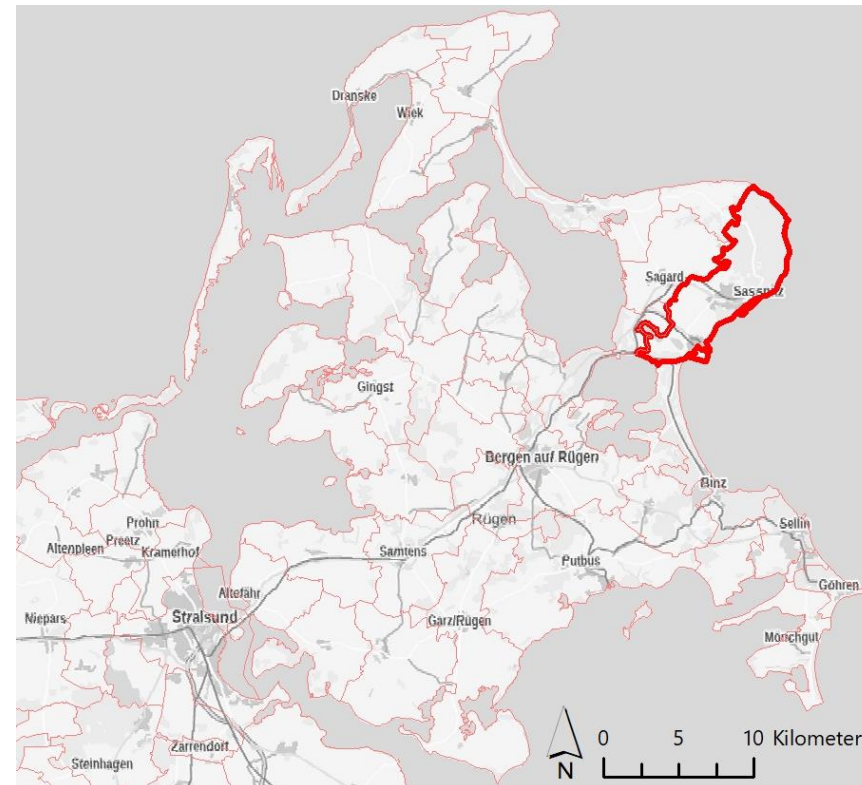 Dranske
Wiek
Sagard
Sassnitz
Gingst
Bergen auf Rügen
Binz
Prohn
Rügen
Sellin
Altenpleen
Preetz
Kramerhof
Samtens
Putbus
Altefähr
Göhren
Niepars
Stralsund
Garz/Rügen
Mönchgut
Zarrendorf
Steinhagen
0 5 10 Kilometer
N